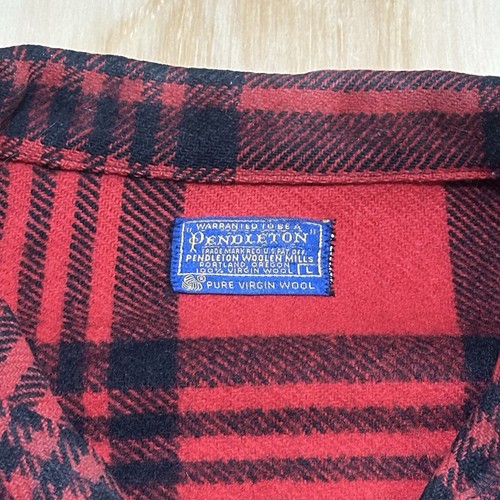 WARRANTED TO BE A
"PENDLETON"
TRADE MARK REG. U.S. PAT. OFF.
PENDLETON WOOLEN MILLS
PORTLAND, OREGON
100% VIRGIN WOOL L
PURE VIRGIN WOOL